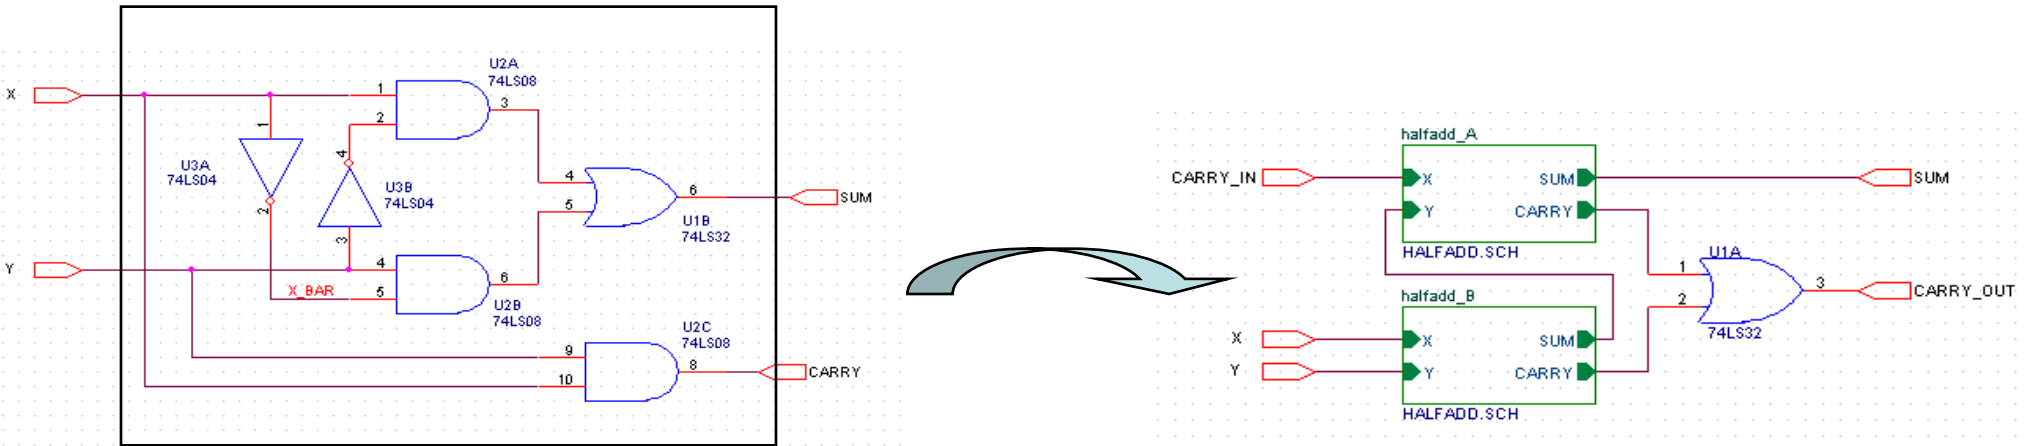 U2A
74LS08
X
1
3
2
1
U3A
74LS04
4
U3B
74LS04
2
3
4
6
5
U1B
74LS32
SUM
Y
4
6
X_BAR
5
U2B
74LS08
U2C
74LS08
9
8
10
CARRY
halfadd_A
CARRY_IN
X
SUM
SUM
Y
CARRY
HALFADD.SCH
U1A
1
3
2
CARRY_OUT
74LS32
halfadd_B
X
X
SUM
Y
Y
CARRY
HALFADD.SCH